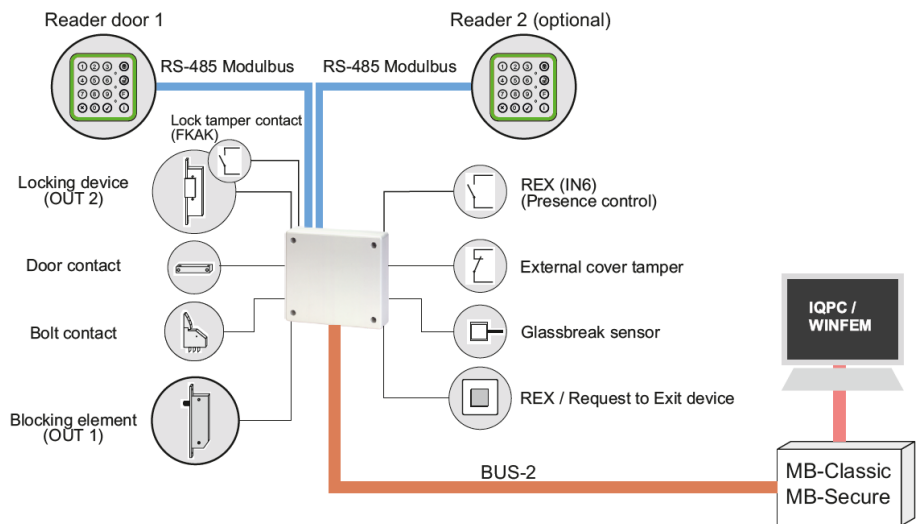 Reader door 1
Reader 2 (optional)
RS-485 Modulbus
RS-485 Modulbus
Lock tamper contact
(FKAK)
Locking device
(OUT 2)
REX (IN6)
(Presence control)
Door contact
External cover tamper
Bolt contact
Glassbreak sensor
IQPC /
WINFEM
Blocking element
(OUT 1)
REX / Request to Exit device
BUS-2
MB-Classic
MB-Secure